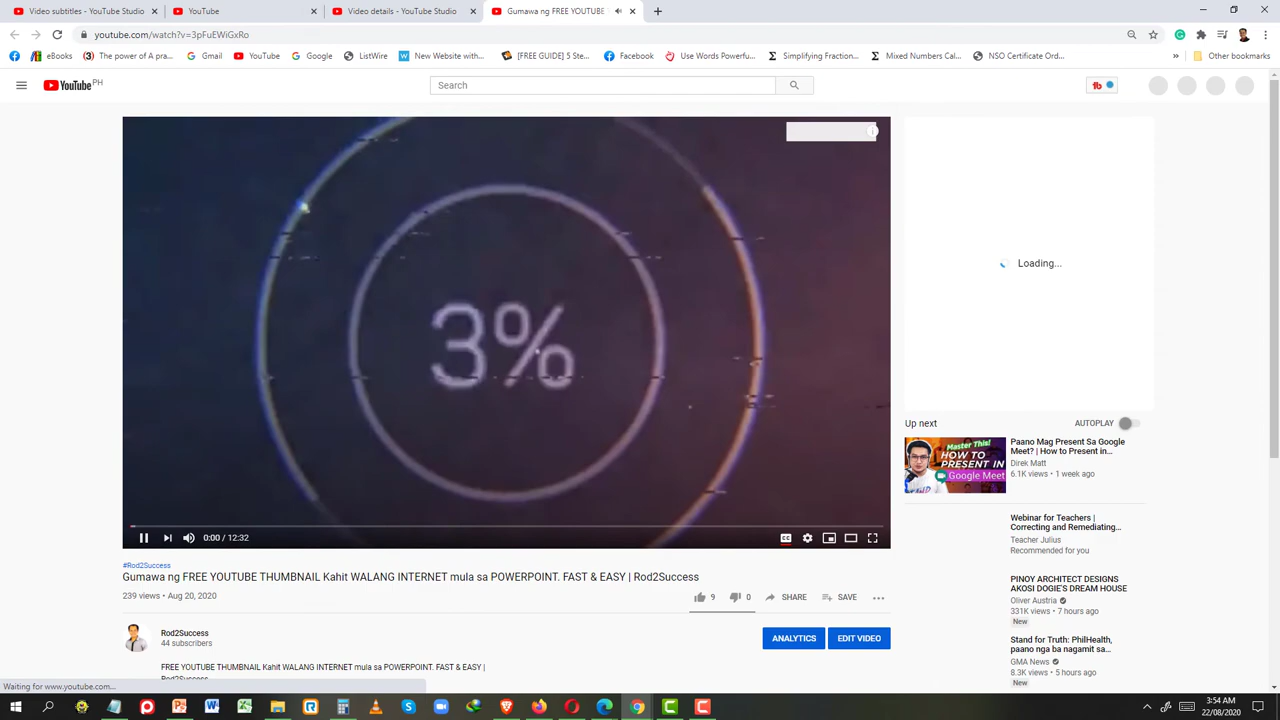 Video subtitles - YouTube Studio
YouTube
Video details - YouTube Studio
Gumawa ng FREE YOUTUBE
youtube.com/watch?v=3pFuEWiGxRo
eBooks
The power of A pra...
Gmail
YouTube
Google
ListWire
New Website with...
[FREE GUIDE] 5 Ste...
Facebook
Use Words Powerfu...
Simplifying Fraction...
Mixed Numbers Cal...
NSO Certificate Ord...
Other bookmarks
YouTube PH
Search
3%
Loading...
0:00 / 12:32
CC
Up next
AUTOPLAY
Master This!
HOW TO
PRESENT IN
Google Meet
Paano Mag Present Sa Google
Meet? | How to Present in...
Direk Matt
6.1K views • 1 week ago
Webinar for Teachers |
Correcting and Remediating...
Teacher Julius
Recommended for you
PINOY ARCHITECT DESIGNS
AKOSI DOGIE'S DREAM HOUSE
Oliver Austria
331K views • 7 hours ago
New
Stand for Truth: PhilHealth,
paano nga ba nagamit sa...
GMA News
8.3K views • 5 hours ago
New
#Rod2Success
Gumawa ng FREE YOUTUBE THUMBNAIL Kahit WALANG INTERNET mula sa POWERPOINT. FAST & EASY | Rod2Success
239 views • Aug 20, 2020
9
0
SHARE
SAVE
Rod2Success
44 subscribers
ANALYTICS
EDIT VIDEO
FREE YOUTUBE THUMBNAIL Kahit WALANG INTERNET mula sa POWERPOINT. FAST & EASY |
Rod2Success
Waiting for www.youtube.com...
3:54 AM
22/08/2020